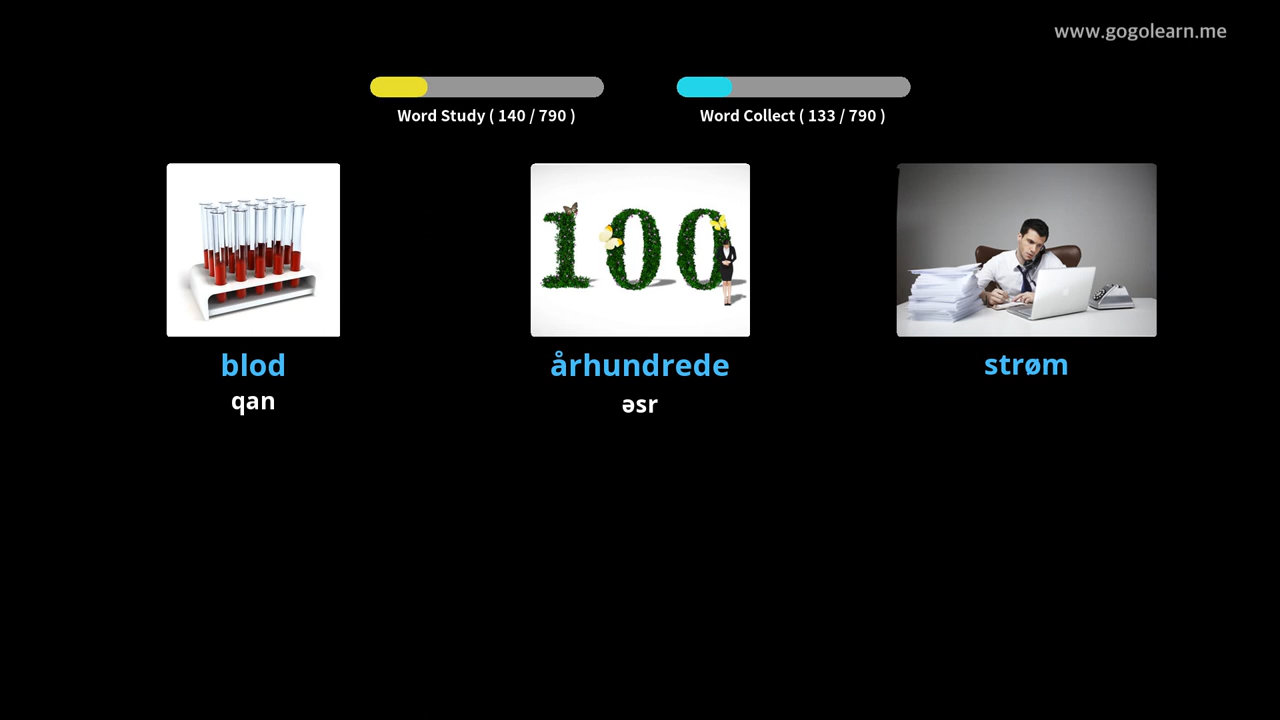 www.gogolearn.me
Word Study ( 140 / 790 )
Word Collect ( 133 / 790 )
100
blod
qan
århundrede
əsr
strøm